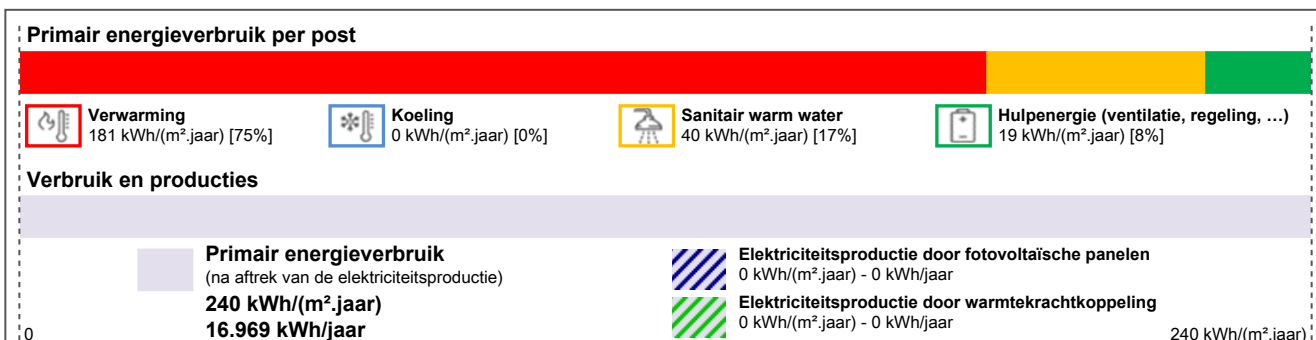 Primair energieverbruik per post
Verwarming
181 kWh/(m².jaar) [75%]
Koeling
0 kWh/(m².jaar) [0%]
Sanitair warm water
40 kWh/(m².jaar) [17%]
Hulpenergie (ventilatie, regeling, …)
19 kWh/(m².jaar) [8%]
Verbruik en producties
Primair energieverbruik
(na aftrek van de elektriciteitsproductie)
240 kWh/(m².jaar)
16.969 kWh/jaar
Elektriciteitsproductie door fotovoltaïsche panelen
0 kWh/(m².jaar) - 0 kWh/jaar
Elektriciteitsproductie door warmtekrachtkoppeling
0 kWh/(m².jaar) - 0 kWh/jaar
0
240 kWh/(m².jaar)